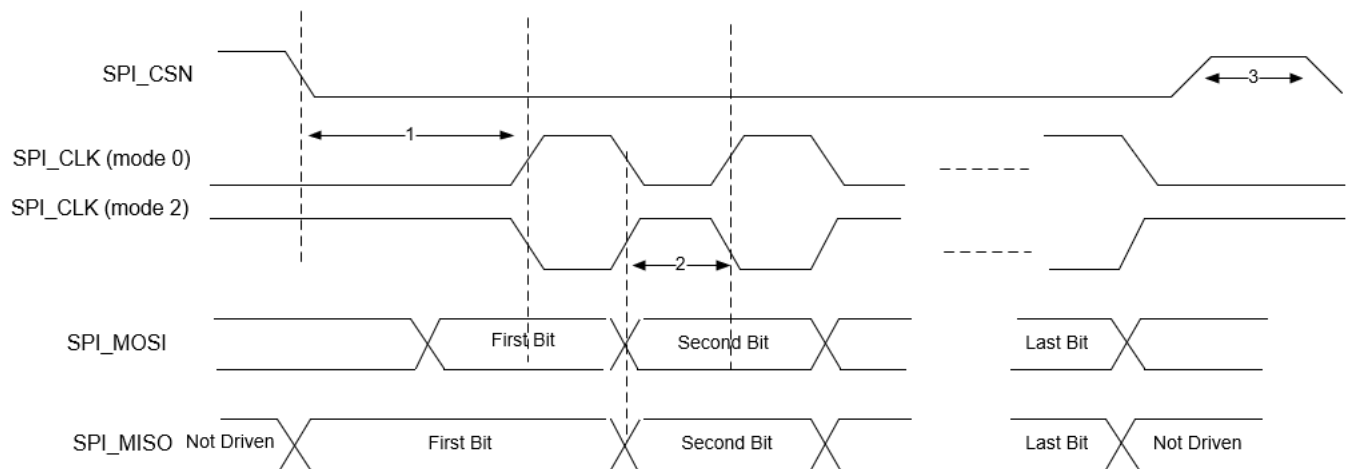 SPI_CSN
3
1
SPI_CLK (mode 0)
SPI_CLK (mode 2)
2
SPI_MOSI First Bit Second Bit Last Bit
SPI_MISO Not Driven First Bit Second Bit Last Bit Not Driven